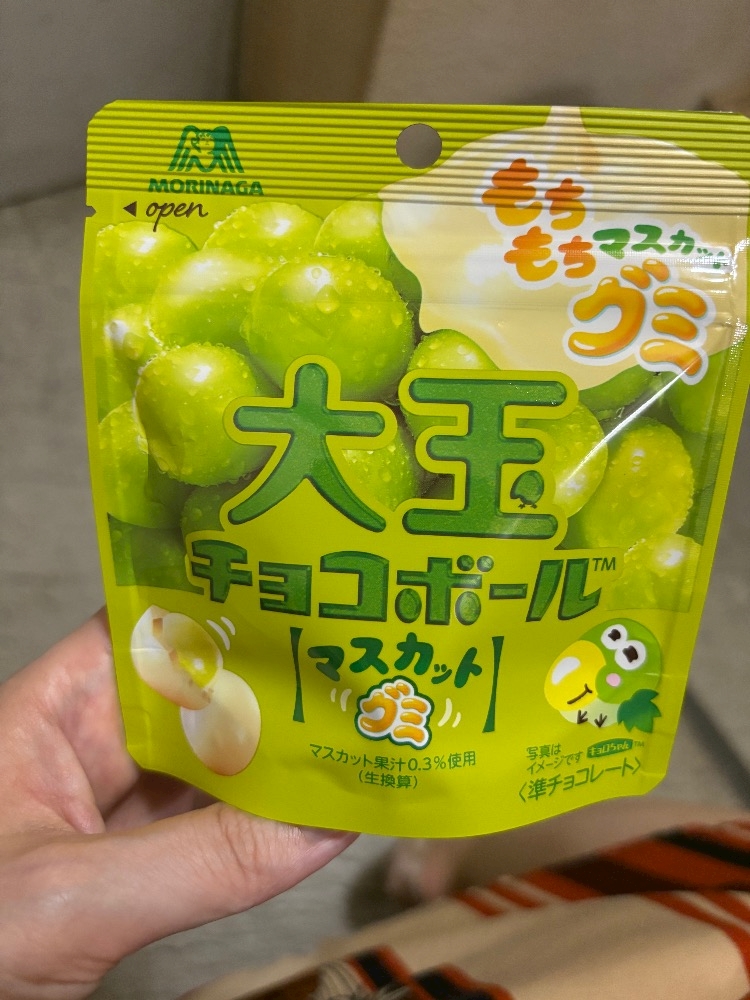 MORINAGA
open
もち
もちマスカット
グミ
大玉
チョコボール™
【マスカット
グミ】
マスカット果汁0.3%使用
(生換算)
写真は
イメージです
キョロちゃん™
〈準チョコレート〉